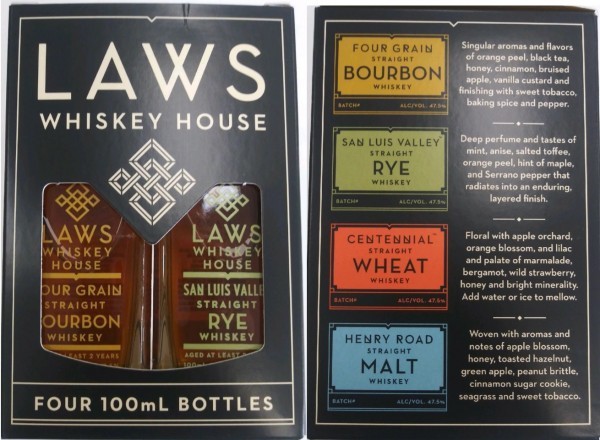 LAWS
WHISKEY HOUSE
LAWS
WHISKEY
HOUSE
OUR GRAIN
STRAIGHT
OURBON
WHISKEY
LEAST 3 YEARS
LAWS
WHISKEY
HOUSE
SAN LUIS VALLE
STRAIGHT
RYE
WHISKEY
AGED AT LEAST
FOUR 100mL BOTTLES
FOUR GRAIN
STRAIGHT
BOURBON
WHISKEY
BATCH# ALC/VOL. 47.5%
Singular aromas and flavors
of orange peel, black tea,
honey, cinnamon, bruised
apple, vanilla custard and
finishing with sweet tobacco,
baking spice and pepper.
SAN LUIS VALLEY
STRAIGHT
RYE
WHISKEY
BATCH# ALC/VOL. 47.5%
Deep perfume and tastes of
mint, anise, salted toffee,
orange peel, hint of maple,
and Serrano pepper that
radiates into an enduring,
layered finish.
CENTENNIAL™
STRAIGHT
WHEAT
WHISKEY
BATCH# ALC/VOL. 47.5%
Floral with apple orchard,
orange blossom, and lilac
and palate of marmalade,
bergamot, wild strawberry,
honey and bright minerality.
Add water or ice to mellow.
HENRY ROAD
STRAIGHT
MALT
WHISKEY
BATCH# ALC/VOL. 47.5%
Woven with aromas and
notes of apple blossom,
honey, toasted hazelnut,
green apple, peanut brittle,
cinnamon sugar cookie,
seagrass and sweet tobacco.